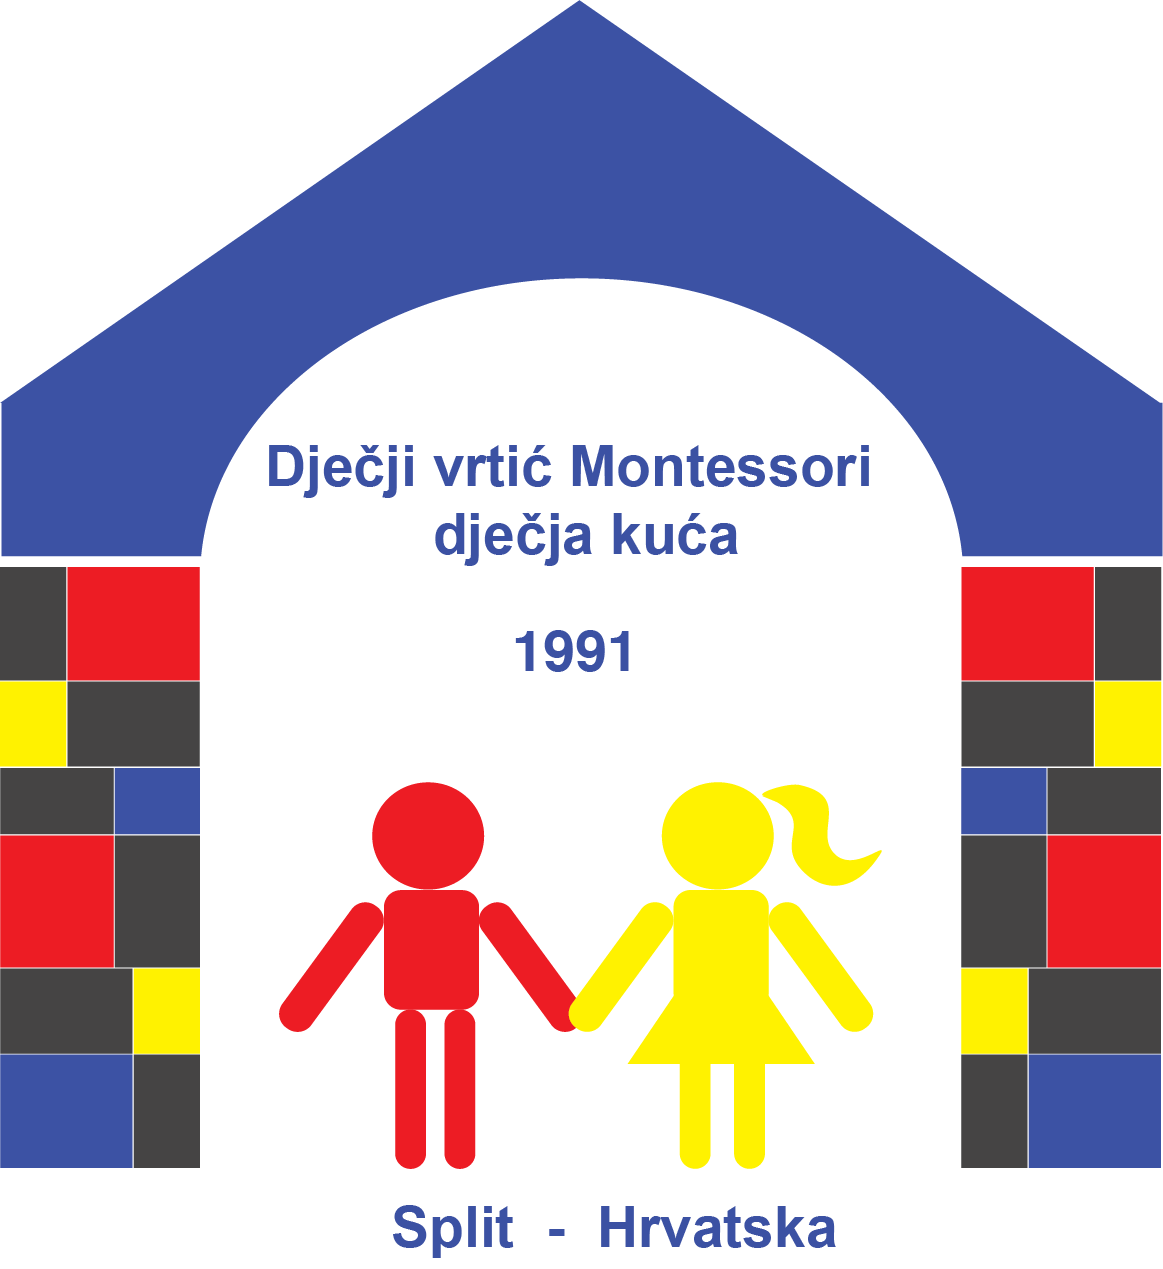 Dječji vrtić Montessori
dječja kuća
1991
Split - Hrvatska